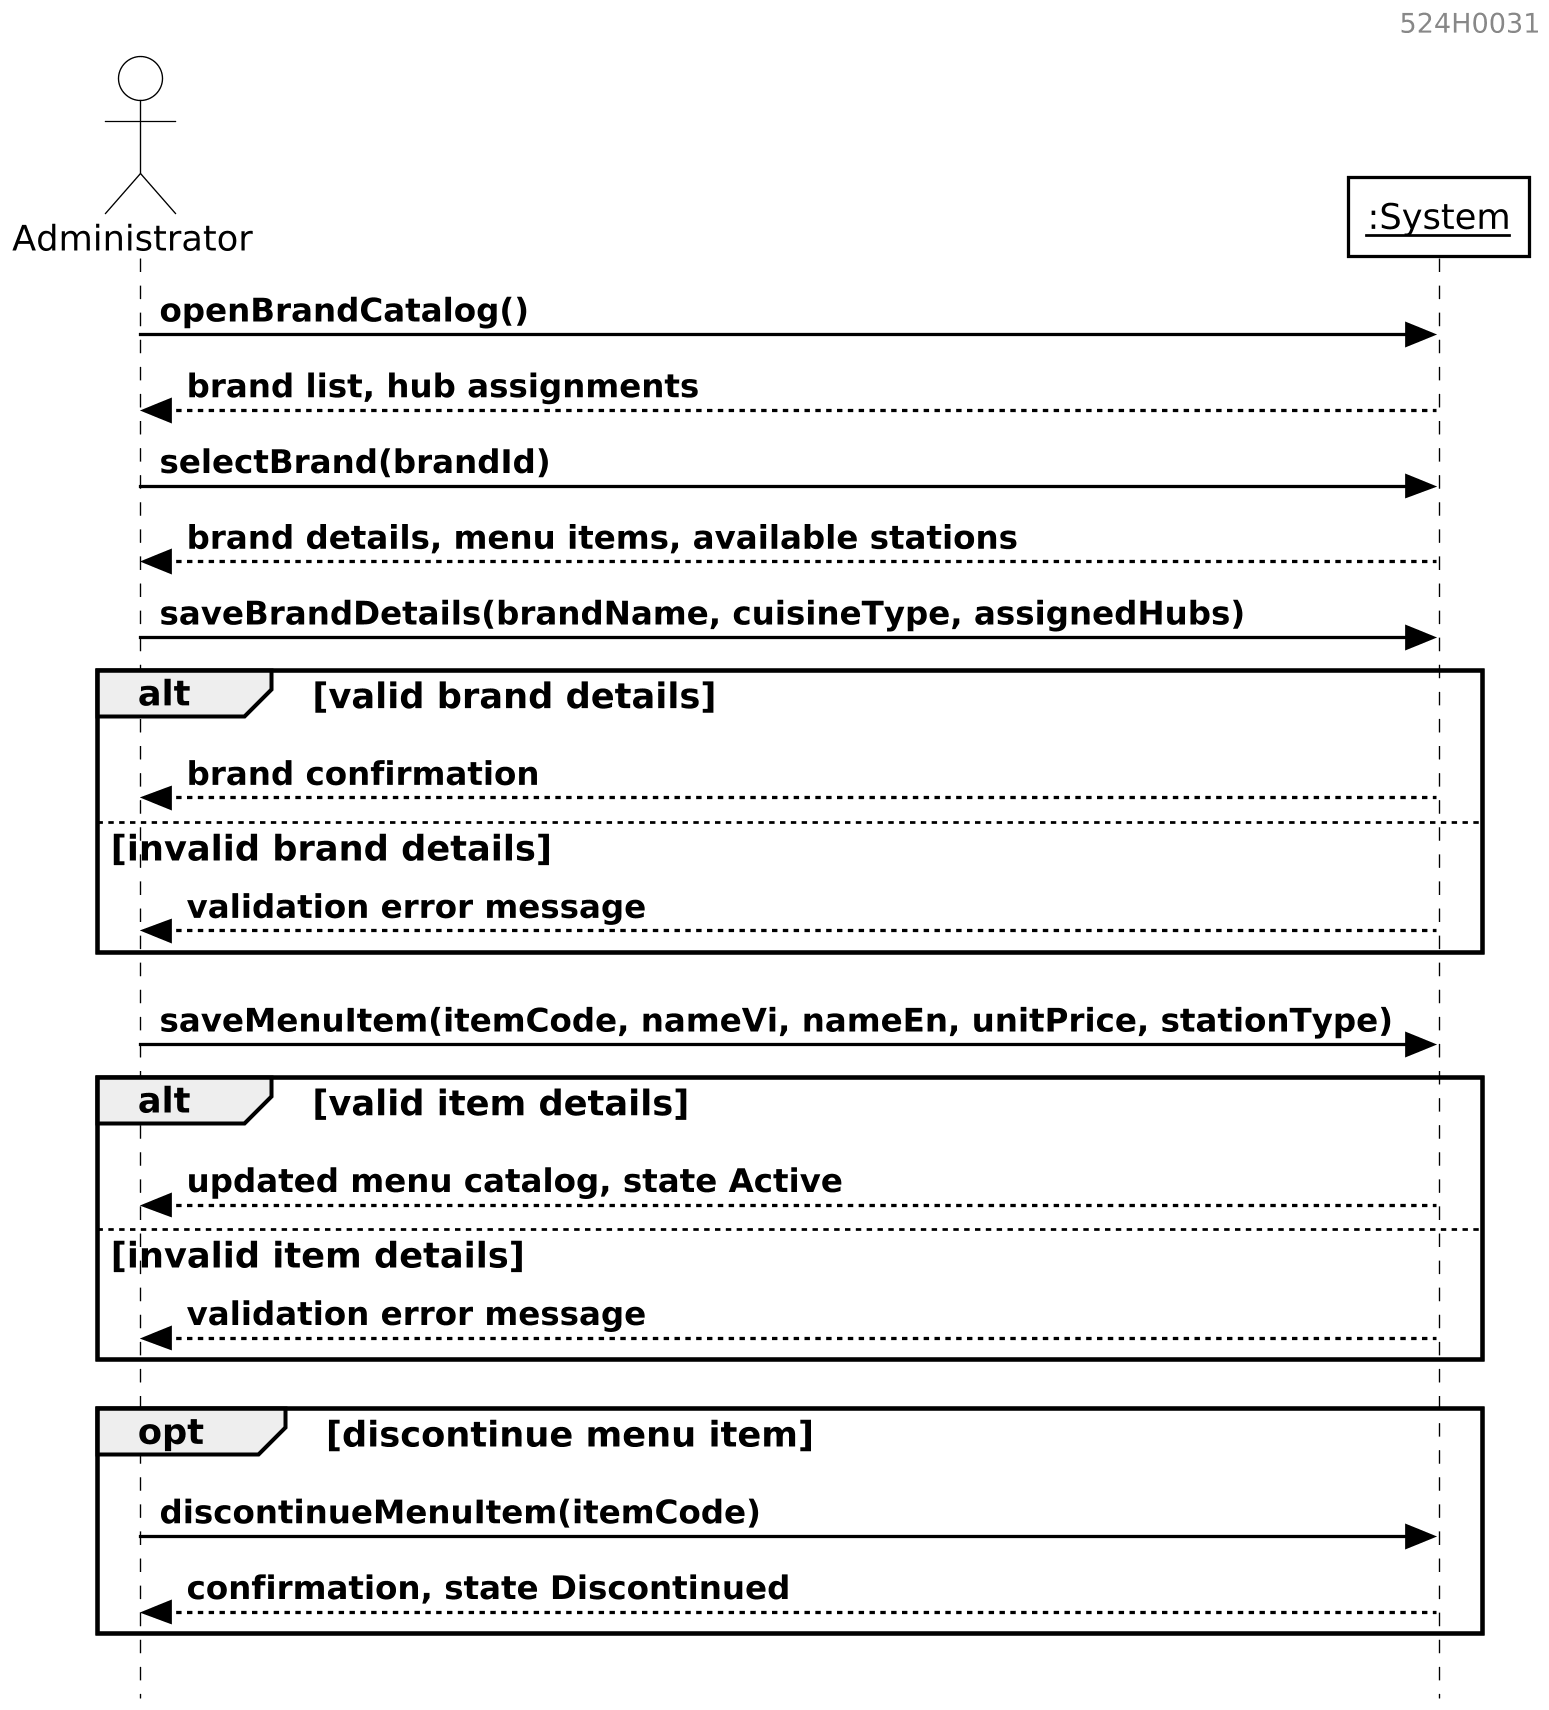 524H0031
Administrator
:System
openBrandCatalog()
brand list, hub assignments
selectBrand(brandId)
brand details, menu items, available stations
saveBrandDetails(brandName, cuisineType, assignedHubs)
alt [valid brand details]
brand confirmation
[invalid brand details]
validation error message
saveMenuItem(itemCode, nameVi, nameEn, unitPrice, stationType)
alt [valid item details]
updated menu catalog, state Active
[invalid item details]
validation error message
opt [discontinue menu item]
discontinueMenuItem(itemCode)
confirmation, state Discontinued